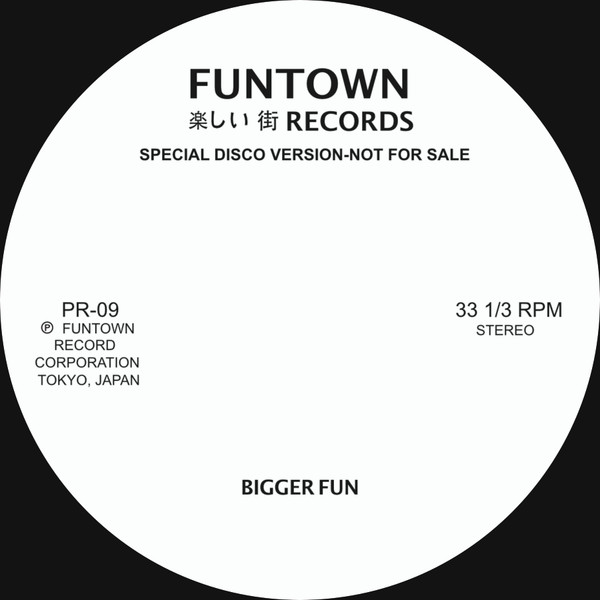 FUNTOWN
楽しい 街 RECORDS
SPECIAL DISCO VERSION-NOT FOR SALE
PR-09
℗ FUNTOWN
RECORD
CORPORATION
TOKYO, JAPAN
33 1/3 RPM
STEREO
BIGGER FUN